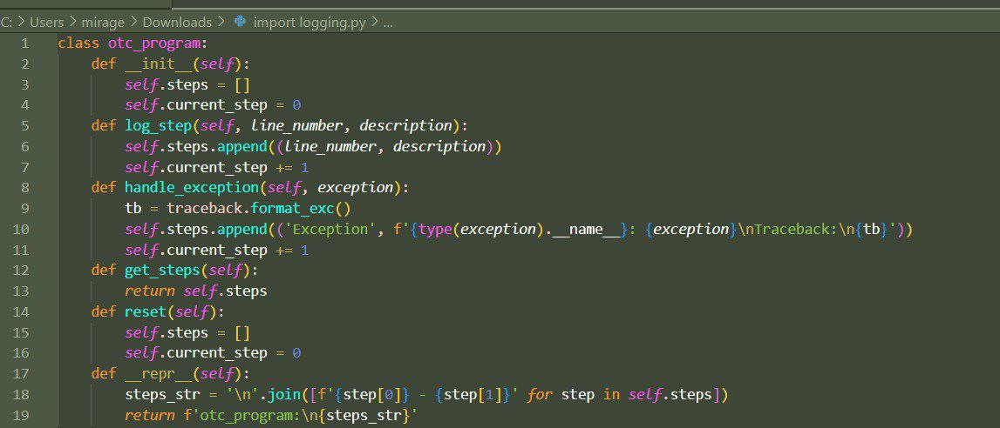 C: > Users > mirage > Downloads > import logging.py > ...
1 class otc_program:
2     def __init__(self):
3         self.steps = []
4         self.current_step = 0
5     def log_step(self, line_number, description):
6         self.steps.append((line_number, description))
7         self.current_step += 1
8     def handle_exception(self, exception):
9         tb = traceback.format_exc()
10         self.steps.append(('Exception', f'{type(exception).__name__}: {exception}\nTraceback:\n{tb}'))
11         self.current_step += 1
12     def get_steps(self):
13         return self.steps
14     def reset(self):
15         self.steps = []
16         self.current_step = 0
17     def __repr__(self):
18         steps_str = '\n'.join([f'{step[0]} - {step[1]}' for step in self.steps])
19         return f'otc_program:\n{steps_str}'